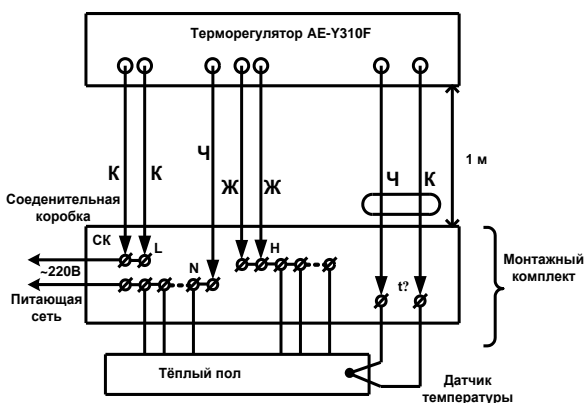 Терморегулятор AE-Y310F
К
К
Ч
Ж
Ж
Ч
К
1 м
Соеденительная
коробка
СК
L
N
Н
t?
~220В
Питающая
сеть
Монтажный
комплект
Тёплый пол
Датчик
температуры